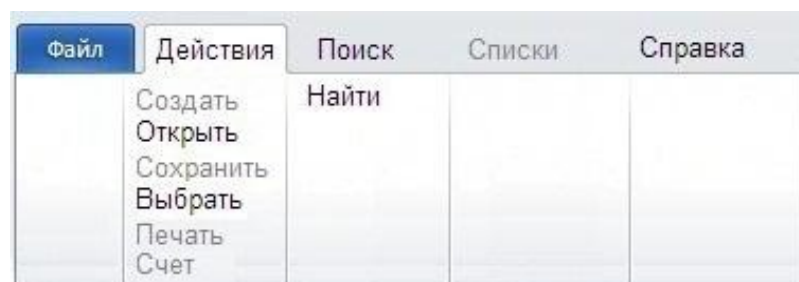 Файл Действия Поиск Списки Справка
Создать Найти
Открыть
Сохранить
Выбрать
Печать
Счет